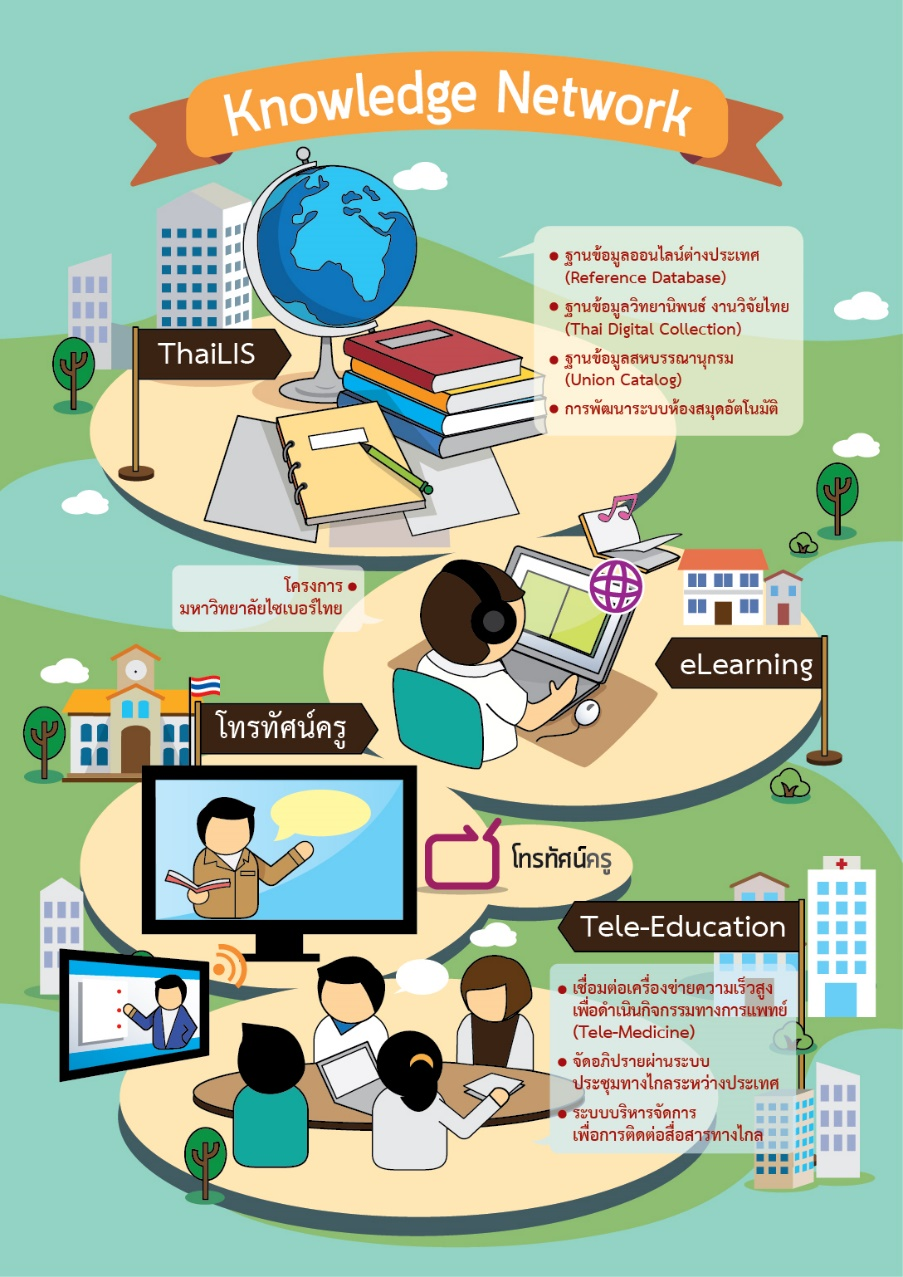 Knowledge Network
ThaiLIS
● ฐานข้อมูลออนไลน์ต่างประเทศ
(Reference Database)
● ฐานข้อมูลวิทยานิพนธ์ งานวิจัยไทย
(Thai Digital Collection)
● ฐานข้อมูลสหบรรณานุกรม
(Union Catalog)
● การพัฒนาระบบห้องสมุดอัตโนมัติ
โครงการ ●
มหาวิทยาลัยไซเบอร์ไทย
eLearning
โทรทัศน์ครู
โทรทัศน์ครู
Tele-Education
● เชื่อมต่อเครื่องข่ายความเร็วสูง
เพื่อดำเนินกิจกรรมทางการแพทย์
(Tele-Medicine)
● จัดอภิปรายผ่านระบบ
ประชุมทางไกลระหว่างประเทศ
● ระบบบริหารจัดการ
เพื่อการติดต่อสื่อสารทางไกล